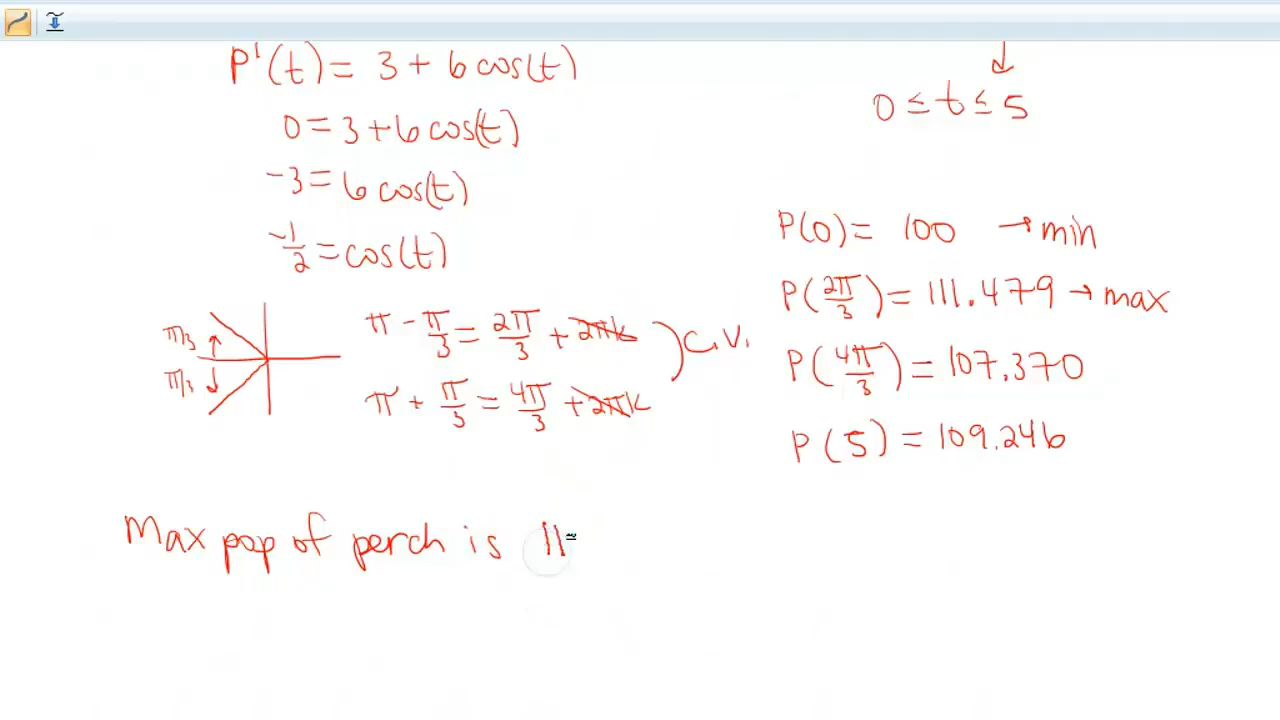 P'(t) = 3 + 6 cos(t)
0 = 3 + 6 cos(t)
-3 = 6 cos(t)
-1/2 = cos(t)
π/3
π/3
π - π/3 = 2π/3 + 2πk
π + π/3 = 4π/3 + 2πk
) C.V.
0 ≤ t ≤ 5
P(0) = 100 → min
P(2π/3) = 111.479 → max
P(4π/3) = 107.370
P(5) = 109.246
Max pop of perch is 11